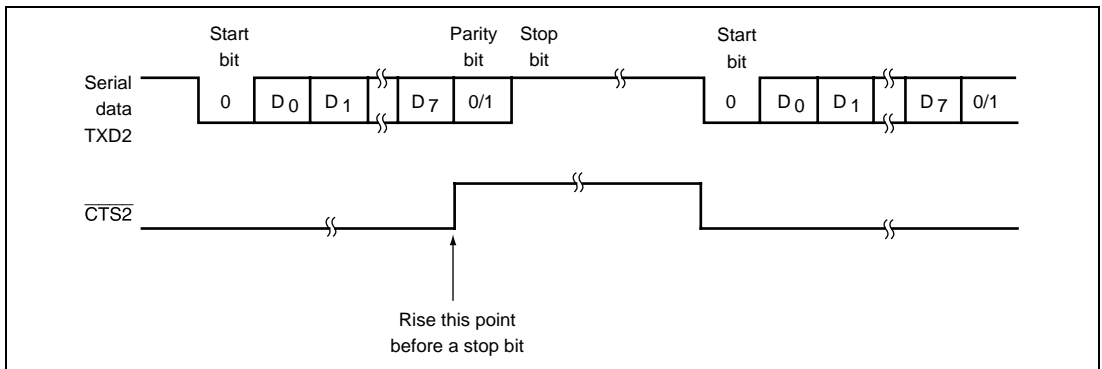 Start bit
Parity bit
Stop bit
Start bit
Serial data TXD2
0 D0 D1 D7 0/1 0 D0 D1 D7 0/1
CTS2
Rise this point
before a stop bit